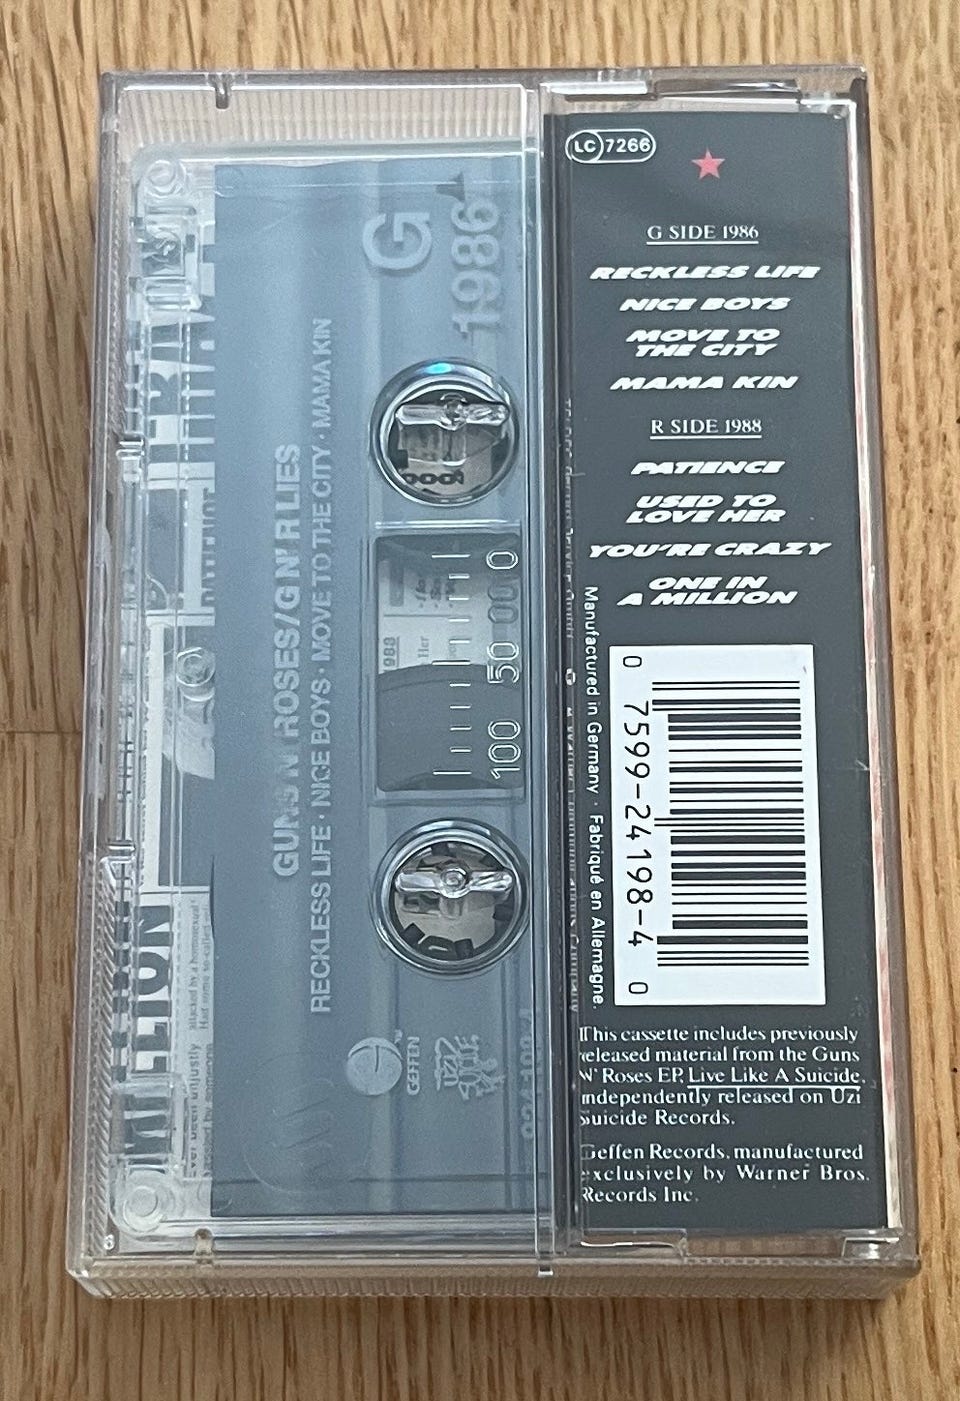 G
1986
GUNS N' ROSES/G N' R LIES
RECKLESS LIFE · NICE BOYS · MOVE TO THE CITY · MAMA KIN
0
50
100
GEFFEN
MILLION
LC 7266
G SIDE 1986
RECKLESS LIFE
NICE BOYS
MOVE TO
THE CITY
MAMA KIN
R SIDE 1988
PATIENCE
USED TO
LOVE HER
YOU'RE CRAZY
ONE IN
A MILLION
Manufactured in Germany · Fabriqué en Allemagne.
0 7599-24198-4 0
This cassette includes previously
released material from the Guns
N' Roses EP, Live Like A Suicide,
independently released on Uzi
Suicide Records.
Geffen Records, manufactured
exclusively by Warner Bros.
Records Inc.